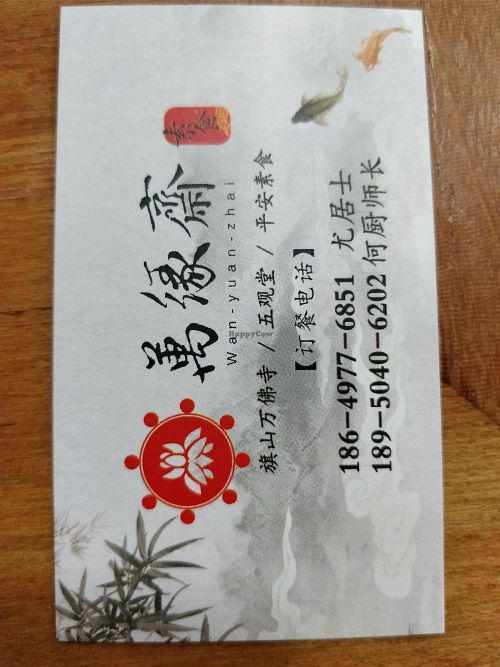 萬缘齋
素食
Wan-yuan-zhai
旗山万佛寺 / 五观堂 / 平安素食
【订餐电话】
186-4977-6851 尤居士
189-5040-6202 何厨师长
HappyCow